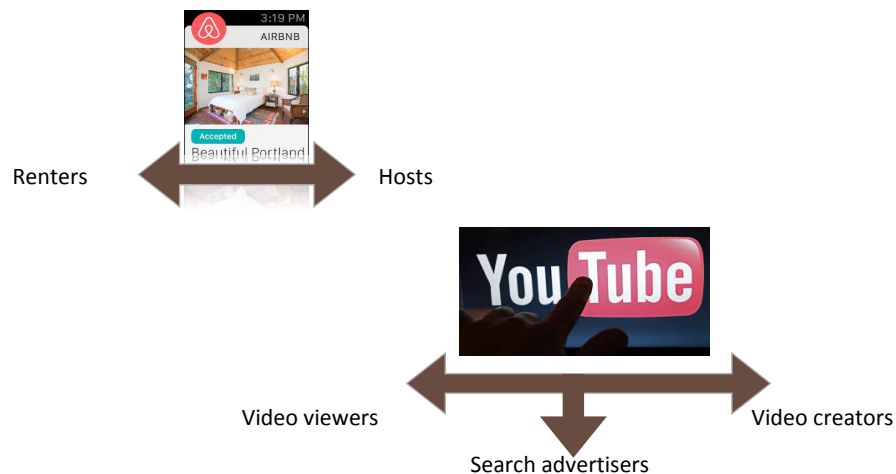 3:19 PM
AIRBNB
Accepted
Beautiful Portland
Renters
Hosts
YouTube
Video viewers
Video creators
Search advertisers